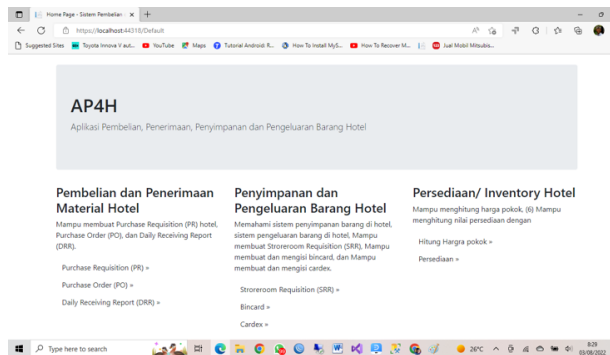 Home Page - Sistem Pembelian
https://localhost:44318/Default
Suggested Sites
Toyota Innova V aut...
YouTube
Maps
Tutorial Android: R...
How To Install MyS...
How To Recover M...
Jual Mobil Mitsubis...
AP4H
Aplikasi Pembelian, Penerimaan, Penyimpanan dan Pengeluaran Barang Hotel
Pembelian dan Penerimaan
Material Hotel
Mampu membuat Purchase Requisition (PR) hotel,
Purchase Order (PO), dan Daily Receiving Report
(DRR).
Purchase Requisition (PR) »
Purchase Order (PO) »
Daily Receiving Report (DRR) »
Penyimpanan dan
Pengeluaran Barang Hotel
Memahami sistem penyimpanan barang di hotel,
sistem pengeluaran barang di hotel, Mampu
membuat Stroreroom Requisition (SRR), Mampu
membuat dan mengisi bincard, dan Mampu
membuat dan mengisi cardex.
Stroreroom Requisition (SRR) »
Bincard »
Cardex »
Persediaan/ Inventory Hotel
Mampu menghitung harga pokok, (6) Mampu
menghitung nilai persediaan dengan
Hitung Hargra pokok »
Persediaan »
Type here to search
26°C
8:29
03/08/2022